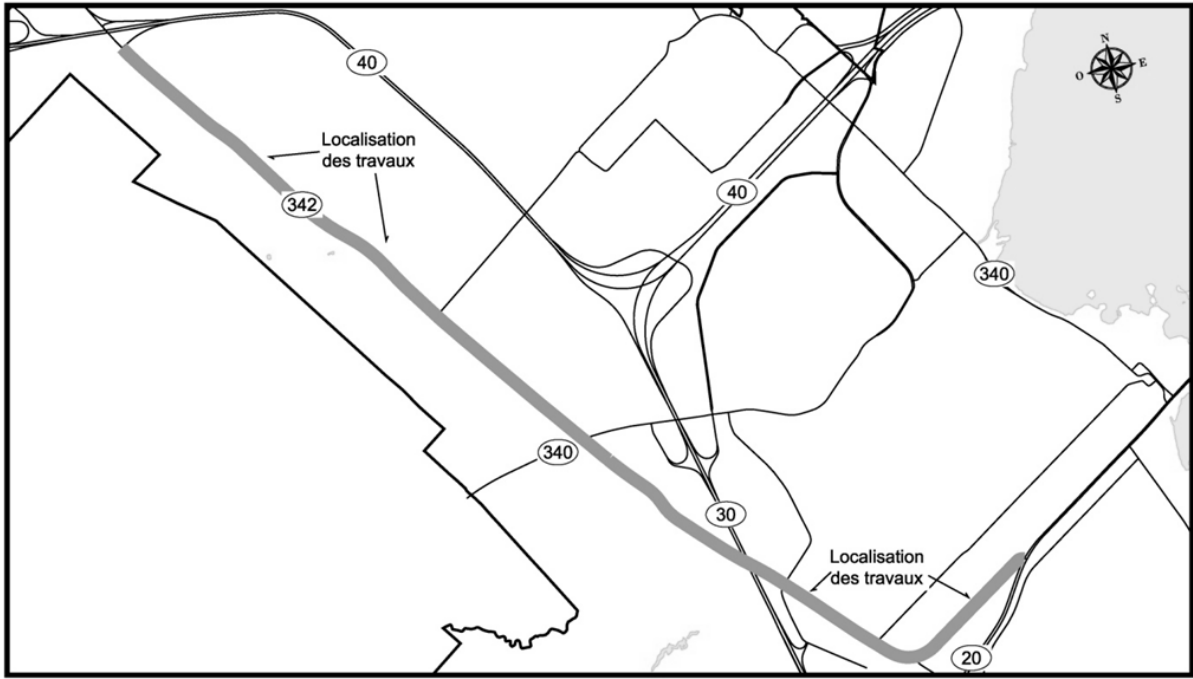 40
N
O
E
S
Localisation
des travaux
40
342
340
340
30
Localisation
des travaux
20